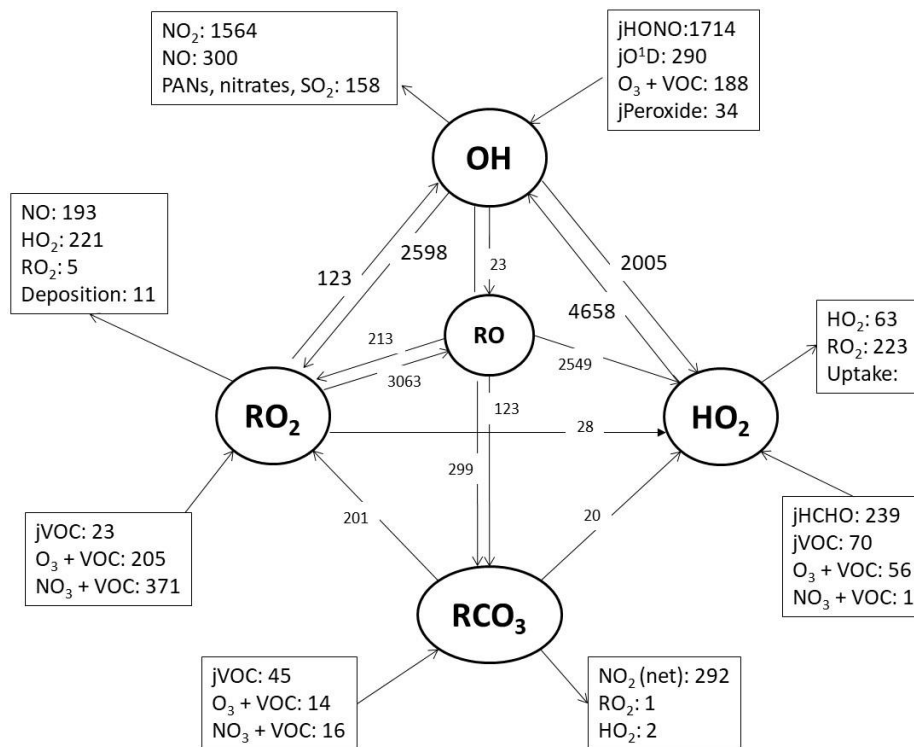 NO₂: 1564
NO: 300
PANs, nitrates, SO₂: 158
jHONO:1714
jO¹D: 290
O₃ + VOC: 188
jPeroxide: 34
OH
NO: 193
HO₂: 221
RO₂: 5
Deposition: 11
123
2598
23
2005
4658
RO
213
3063
2549
HO₂: 63
RO₂: 223
Uptake:
RO₂
28
HO₂
123
299
201
20
jVOC: 23
O₃ + VOC: 205
NO₃ + VOC: 371
jHCHO: 239
jVOC: 70
O₃ + VOC: 56
NO₃ + VOC: 1
RCO₃
jVOC: 45
O₃ + VOC: 14
NO₃ + VOC: 16
NO₂ (net): 292
RO₂: 1
HO₂: 2